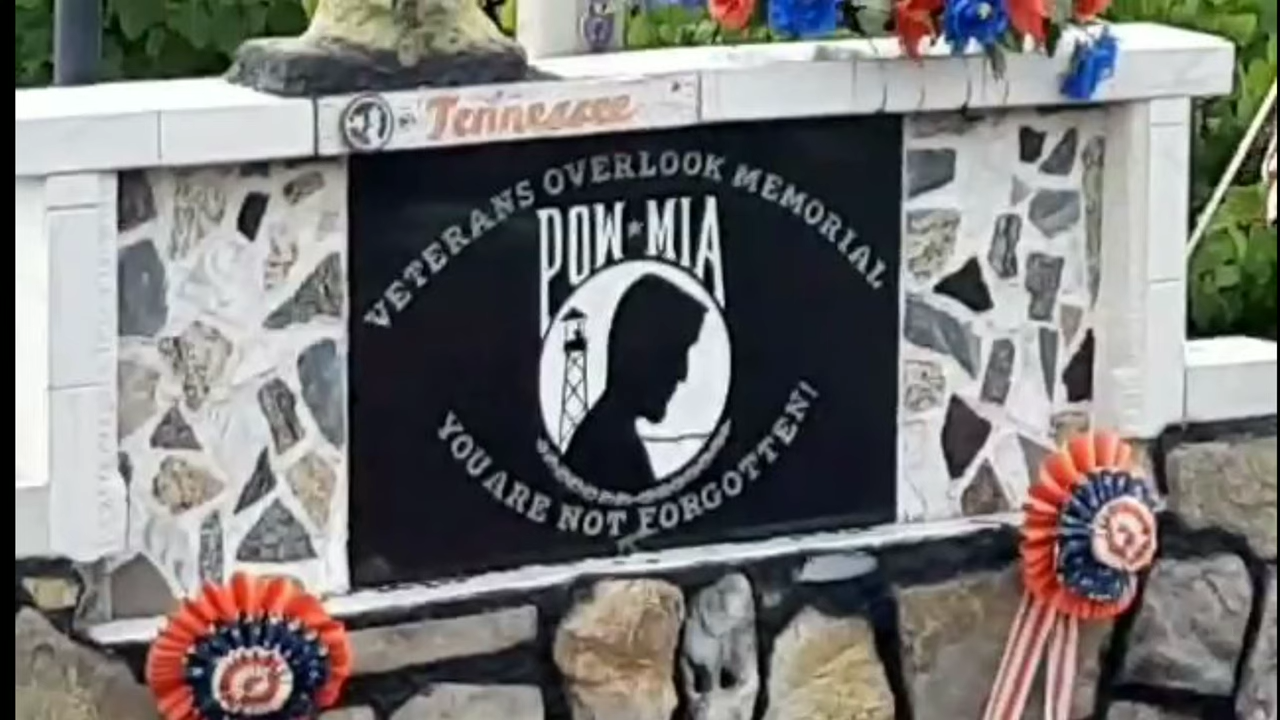 Tennessee
VETERANS OVERLOOK MEMORIAL
POW★MIA
YOU ARE NOT FORGOTTEN!